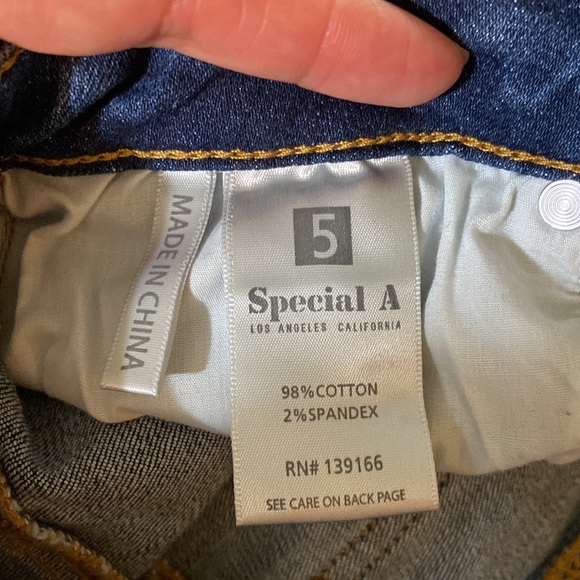 MADE IN CHINA
5
Special A
LOS ANGELES CALIFORNIA
98%COTTON
2%SPANDEX
RN# 139166
SEE CARE ON BACK PAGE